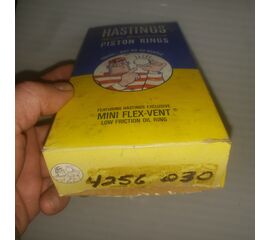 HASTINGS
PISTON RINGS
FEATURING HASTINGS EXCLUSIVE
MINI FLEX-VENT®
LOW FRICTION OIL RING
4256 030